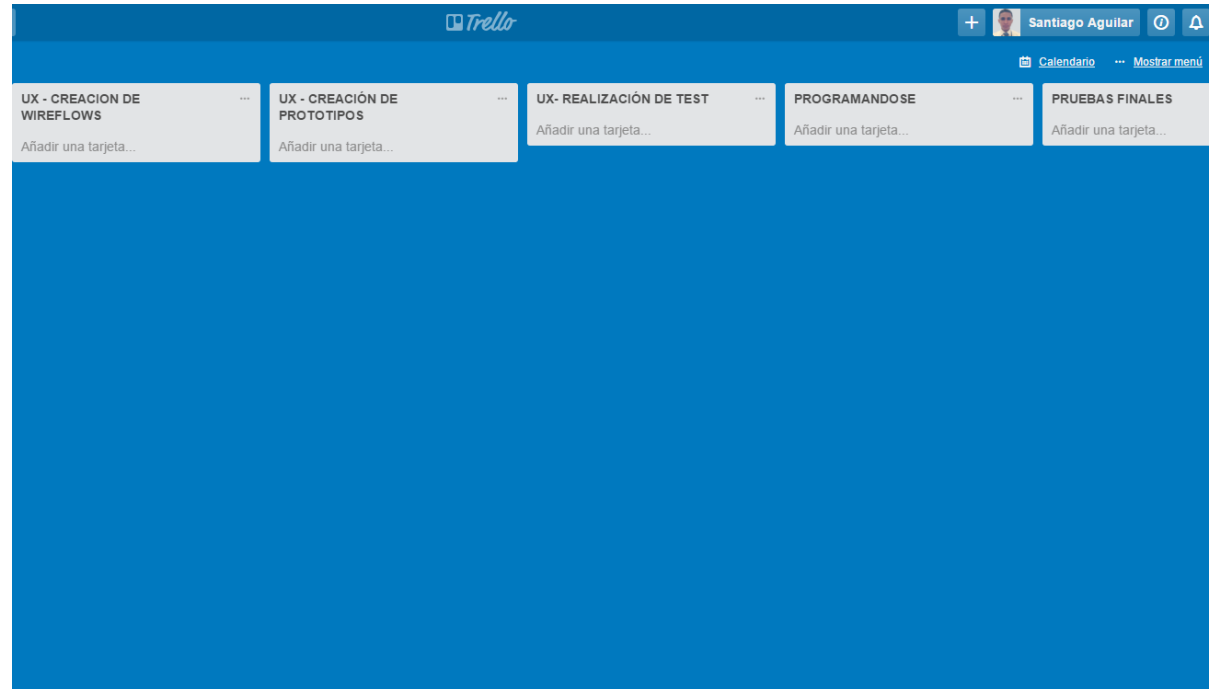 Trello
Santiago Aguilar
Calendario
··· Mostrar menú
UX - CREACION DE
WIREFLOWS
···
Añadir una tarjeta...
UX - CREACIÓN DE
PROTOTIPOS
···
Añadir una tarjeta...
UX- REALIZACIÓN DE TEST
···
Añadir una tarjeta...
PROGRAMANDOSE
···
Añadir una tarjeta...
PRUEBAS FINALES
Añadir una tarjeta...